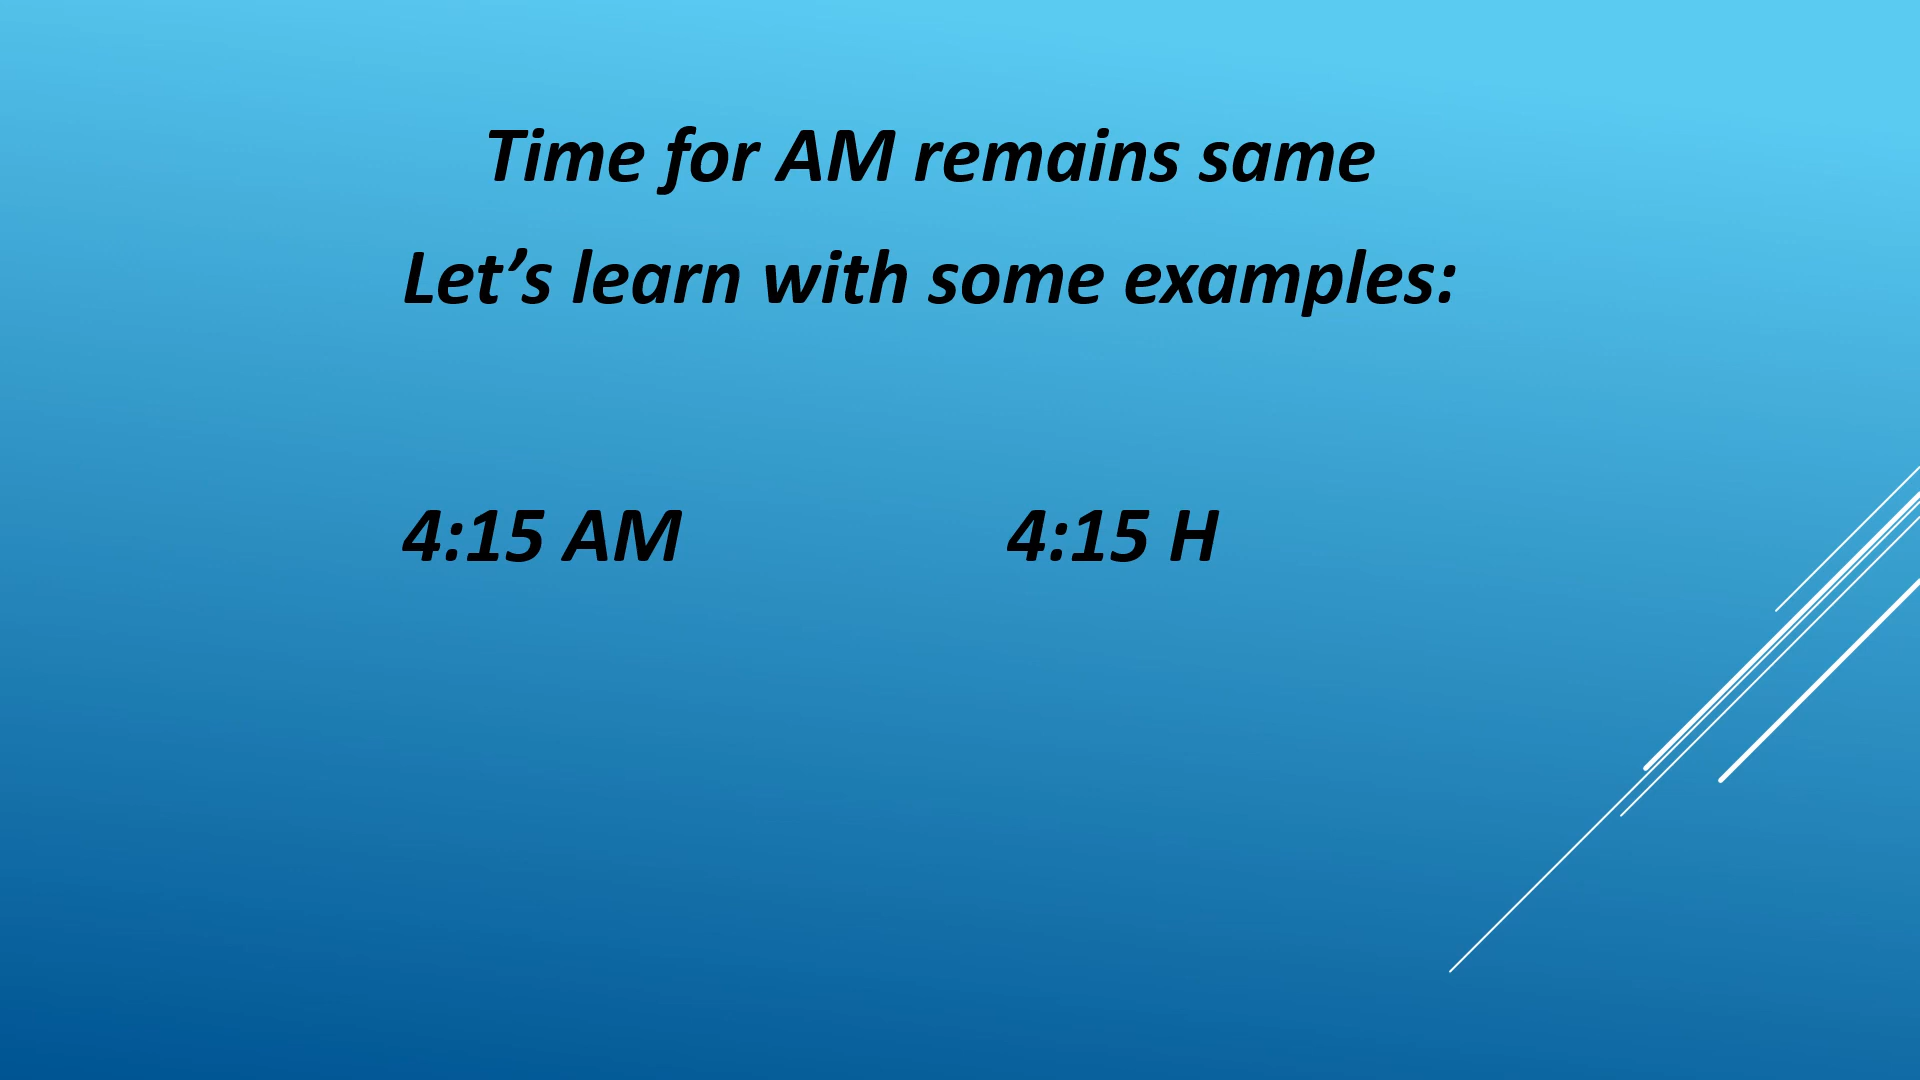 Time for AM remains same
Let’s learn with some examples:
4:15 AM 4:15 H